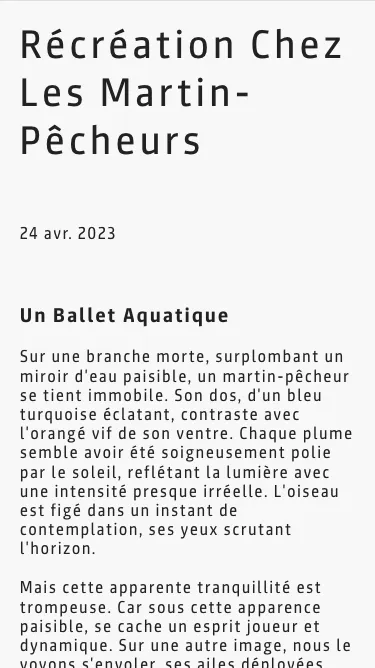 Récréation Chez
Les Martin-
Pêcheurs
24 avr. 2023
Un Ballet Aquatique
Sur une branche morte, surplombant un
miroir d'eau paisible, un martin-pêcheur
se tient immobile. Son dos, d'un bleu
turquoise éclatant, contraste avec
l'orangé vif de son ventre. Chaque plume
semble avoir été soigneusement polie
par le soleil, reflétant la lumière avec
une intensité presque irréelle. L'oiseau
est figé dans un instant de
contemplation, ses yeux scrutant
l'horizon.
Mais cette apparente tranquillité est
trompeuse. Car sous cette apparence
paisible, se cache un esprit joueur et
dynamique. Sur une autre image, nous le
voyons s'envoler, ses ailes déployées